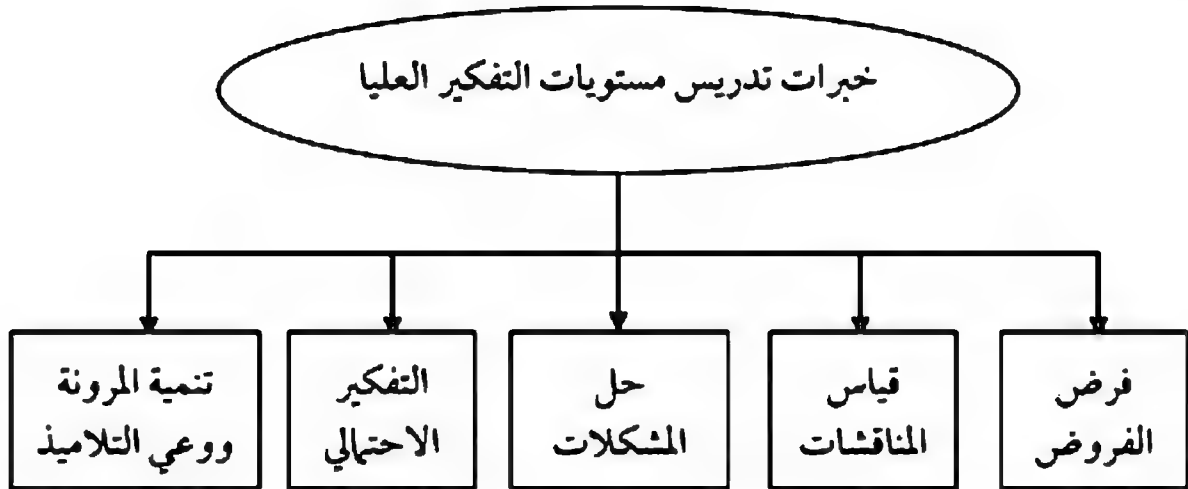 خبرات تدريس مستويات التفكير العليا
فرض
الفروض
قياس
المناقشات
حل
المشكلات
التفكير
الاحتمالي
تنمية المرونة
ووعي التلاميذ